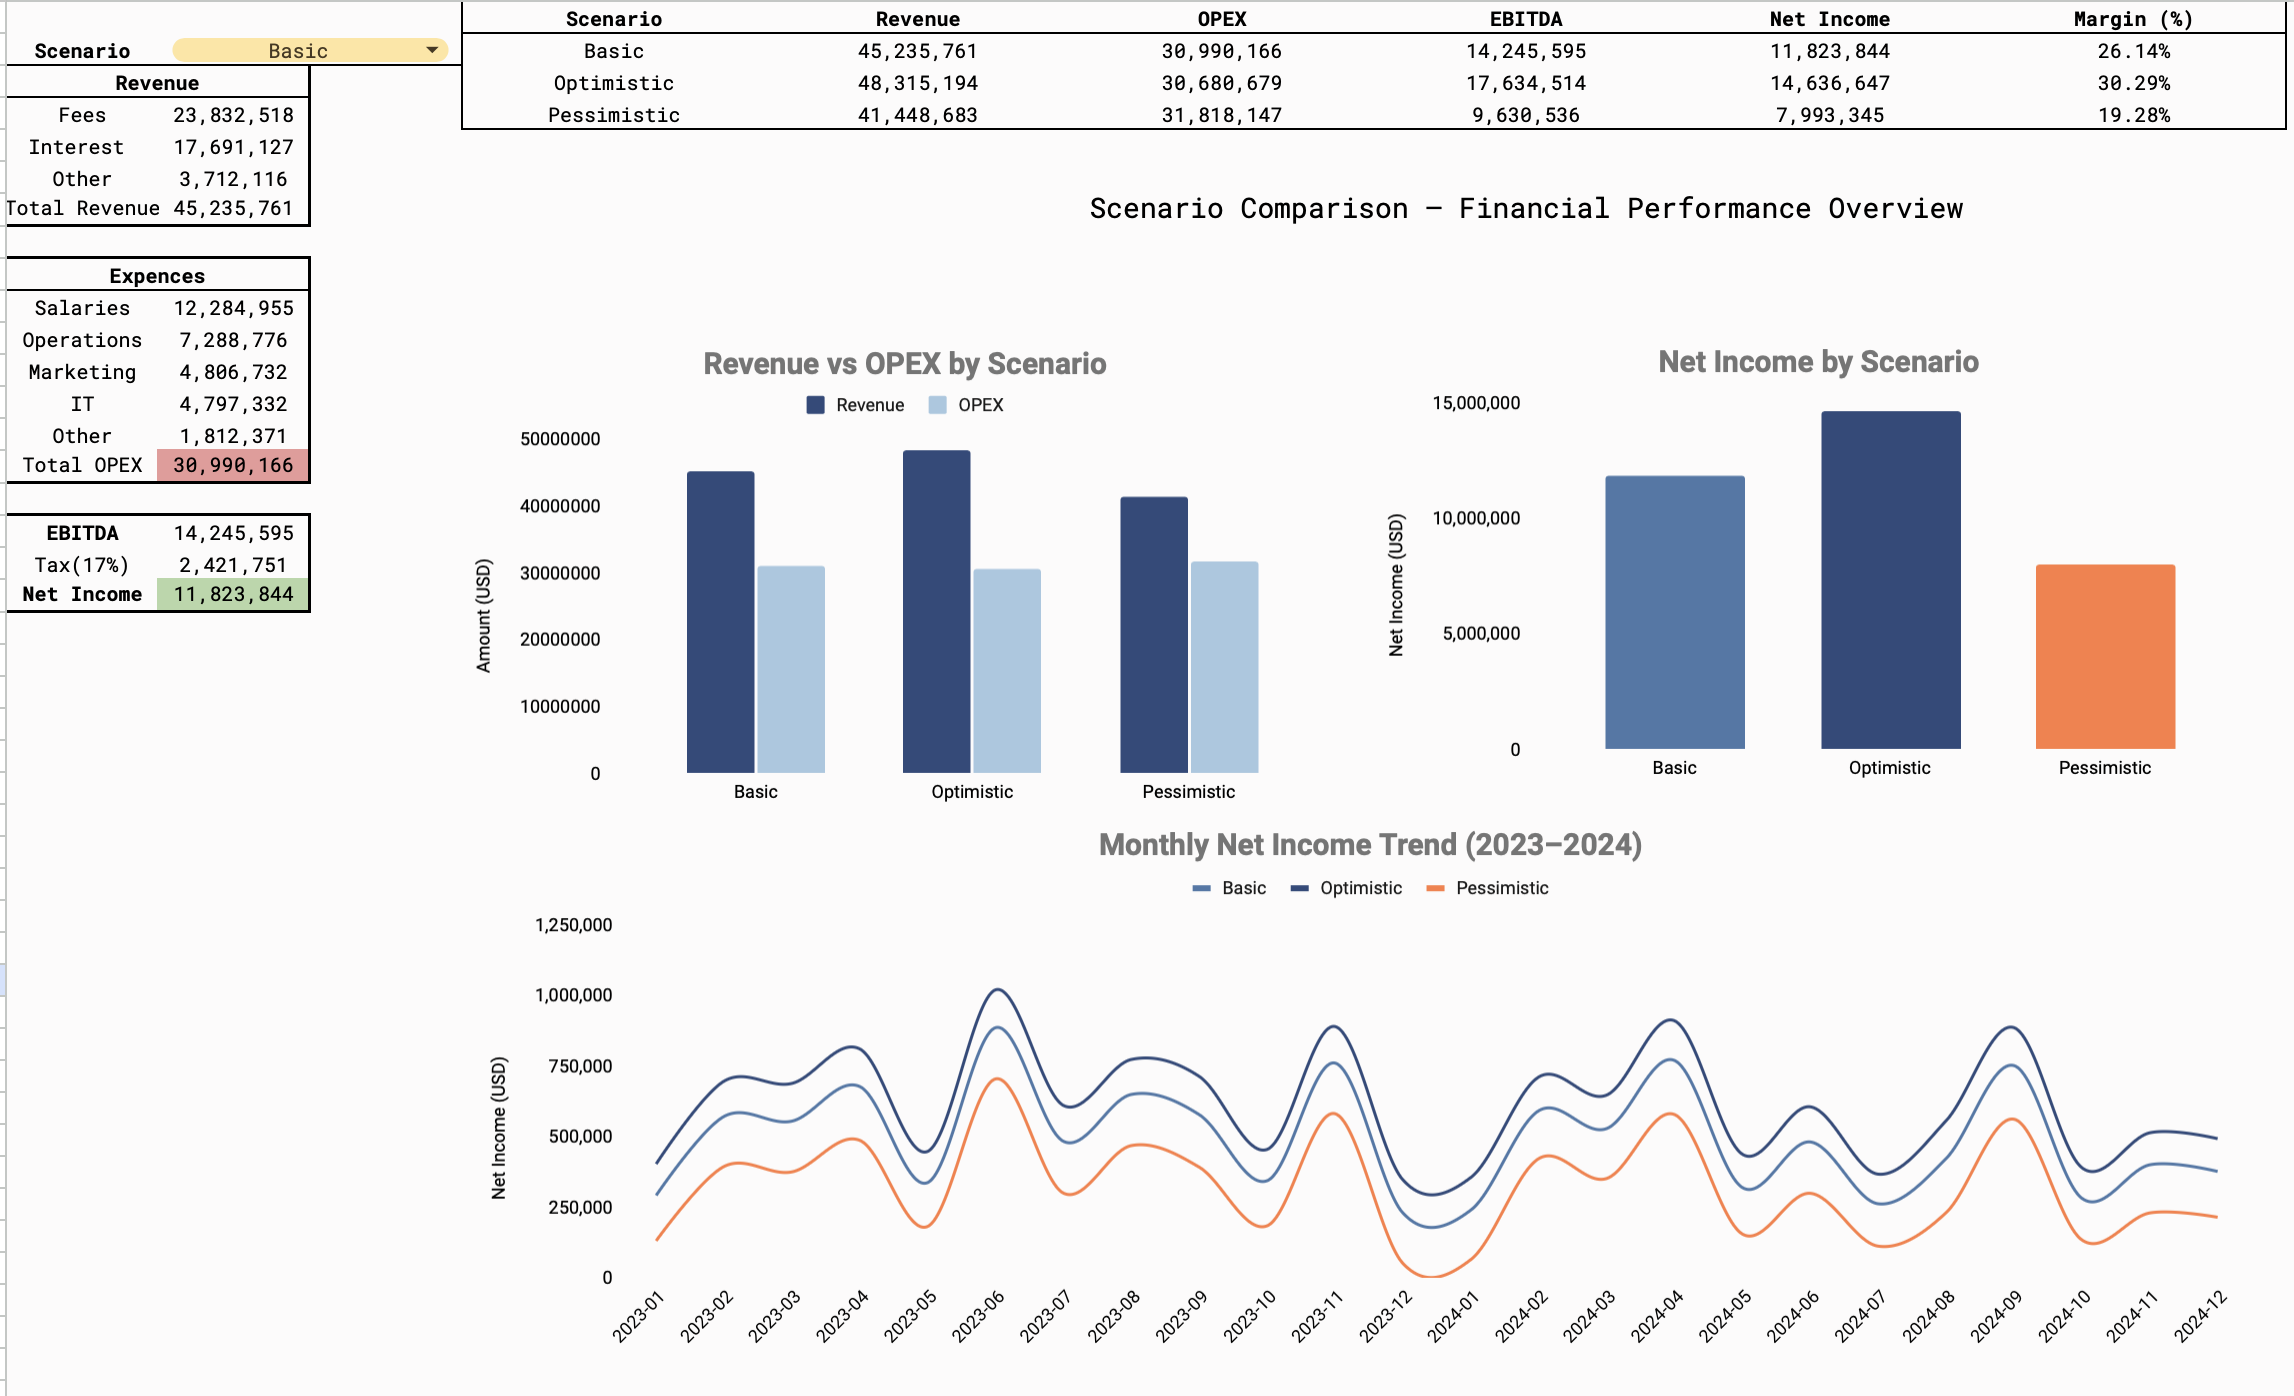 Scenario Basic
Revenue
Fees 23,832,518
Interest 17,691,127
Other 3,712,116
Total Revenue 45,235,761
Expences
Salaries 12,284,955
Operations 7,288,776
Marketing 4,806,732
IT 4,797,332
Other 1,812,371
Total OPEX 30,990,166
EBITDA 14,245,595
Tax(17%) 2,421,751
Net Income 11,823,844
Scenario Revenue OPEX EBITDA Net Income Margin (%)
Basic 45,235,761 30,990,166 14,245,595 11,823,844 26.14%
Optimistic 48,315,194 30,680,679 17,634,514 14,636,647 30.29%
Pessimistic 41,448,683 31,818,147 9,630,536 7,993,345 19.28%
Scenario Comparison – Financial Performance Overview
Revenue vs OPEX by Scenario
Revenue OPEX
Amount (USD)
50000000
40000000
30000000
20000000
10000000
0
Basic Optimistic Pessimistic
Net Income by Scenario
Net Income (USD)
15,000,000
10,000,000
5,000,000
0
Basic Optimistic Pessimistic
Monthly Net Income Trend (2023–2024)
Basic Optimistic Pessimistic
Net Income (USD)
1,250,000
1,000,000
750,000
500,000
250,000
0
2023-01 2023-02 2023-03 2023-04 2023-05 2023-06 2023-07 2023-08 2023-09 2023-10 2023-11 2023-12 2024-01 2024-02 2024-03 2024-04 2024-05 2024-06 2024-07 2024-08 2024-09 2024-10 2024-11 2024-12